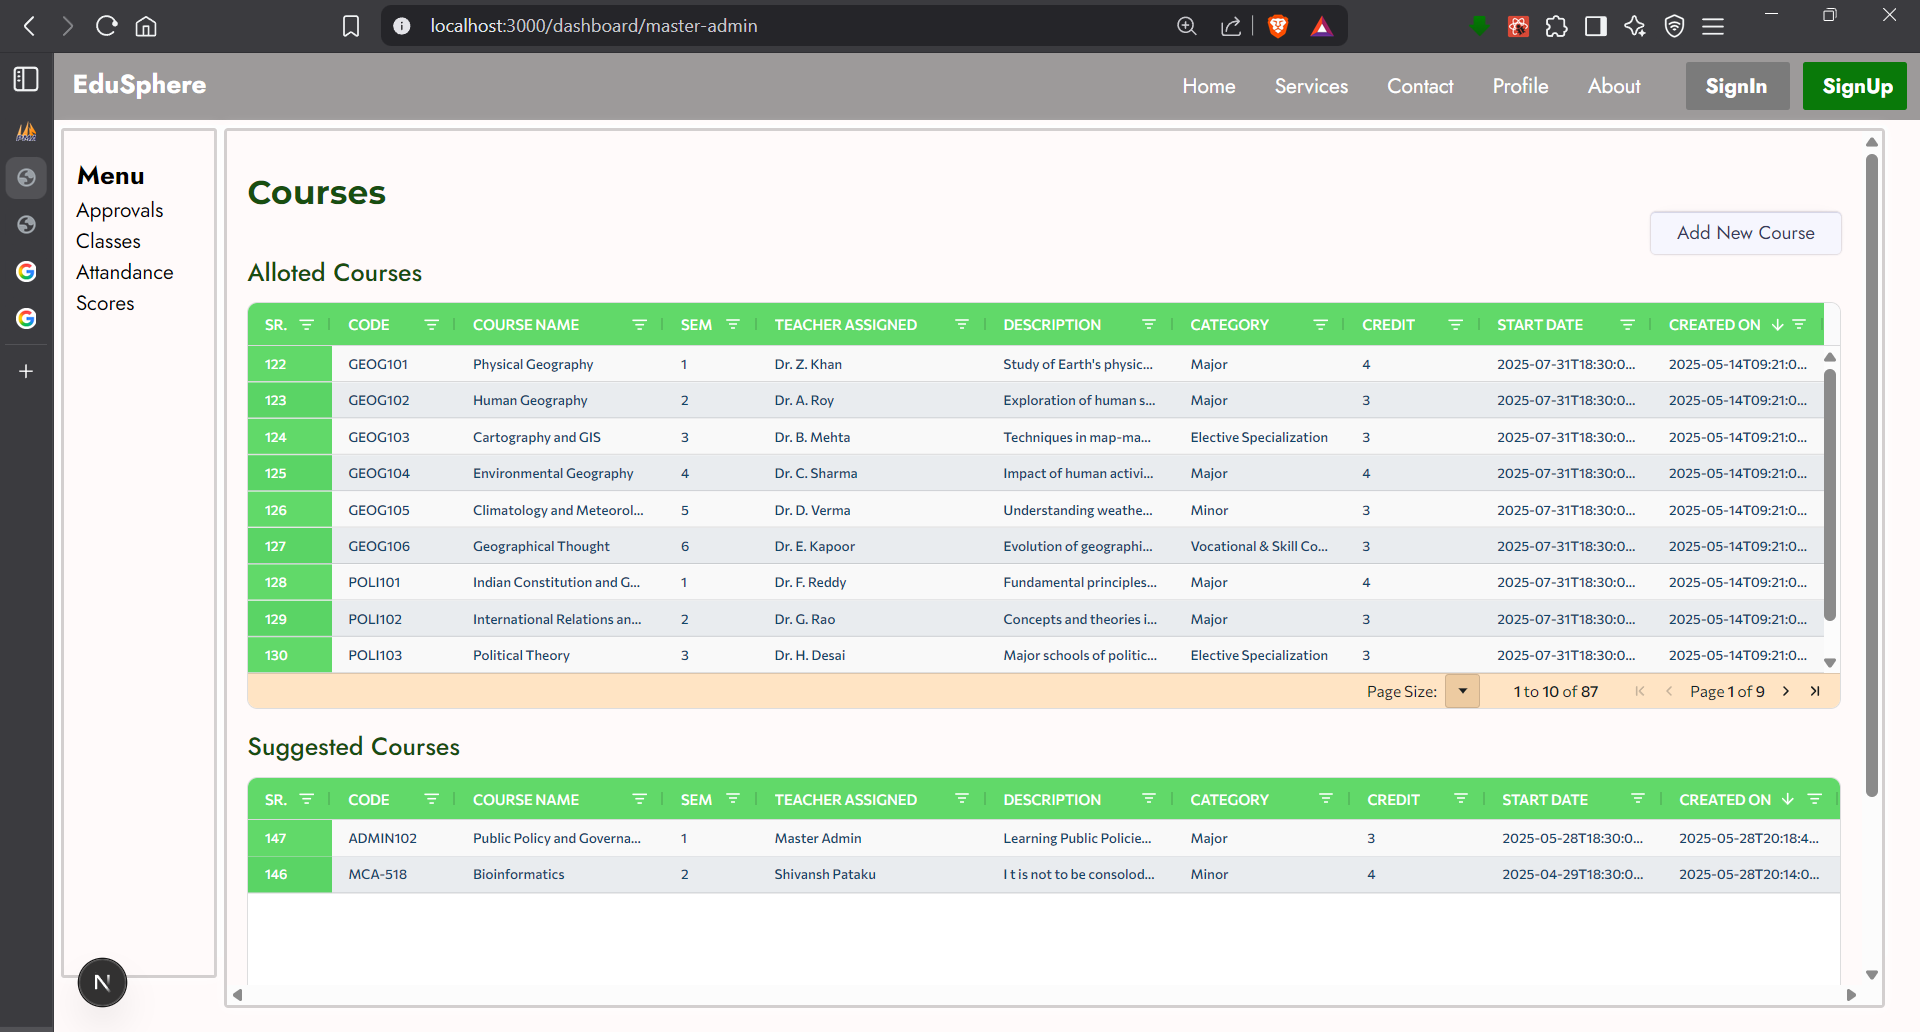 localhost:3000/dashboard/master-admin
EduSphere
Home Services Contact Profile About SignIn SignUp
Menu
Approvals
Classes
Attandance
Scores
Courses
Add New Course
Alloted Courses
SR. CODE COURSE NAME SEM TEACHER ASSIGNED DESCRIPTION CATEGORY CREDIT START DATE CREATED ON
122 GEOG101 Physical Geography 1 Dr. Z. Khan Study of Earth's physic... Major 4 2025-07-31T18:30:0... 2025-05-14T09:21:0...
123 GEOG102 Human Geography 2 Dr. A. Roy Exploration of human s... Major 3 2025-07-31T18:30:0... 2025-05-14T09:21:0...
124 GEOG103 Cartography and GIS 3 Dr. B. Mehta Techniques in map-ma... Elective Specialization 3 2025-07-31T18:30:0... 2025-05-14T09:21:0...
125 GEOG104 Environmental Geography 4 Dr. C. Sharma Impact of human activi... Major 4 2025-07-31T18:30:0... 2025-05-14T09:21:0...
126 GEOG105 Climatology and Meteorol... 5 Dr. D. Verma Understanding weathe... Minor 3 2025-07-31T18:30:0... 2025-05-14T09:21:0...
127 GEOG106 Geographical Thought 6 Dr. E. Kapoor Evolution of geographi... Vocational & Skill Co... 3 2025-07-31T18:30:0... 2025-05-14T09:21:0...
128 POLI101 Indian Constitution and G... 1 Dr. F. Reddy Fundamental principles... Major 4 2025-07-31T18:30:0... 2025-05-14T09:21:0...
129 POLI102 International Relations an... 2 Dr. G. Rao Concepts and theories i... Major 3 2025-07-31T18:30:0... 2025-05-14T09:21:0...
130 POLI103 Political Theory 3 Dr. H. Desai Major schools of politic... Elective Specialization 3 2025-07-31T18:30:0... 2025-05-14T09:21:0...
Page Size: 1 to 10 of 87 Page 1 of 9
Suggested Courses
SR. CODE COURSE NAME SEM TEACHER ASSIGNED DESCRIPTION CATEGORY CREDIT START DATE CREATED ON
147 ADMIN102 Public Policy and Governa... 1 Master Admin Learning Public Policie... Major 3 2025-05-28T18:30:0... 2025-05-28T20:18:4...
146 MCA-518 Bioinformatics 2 Shivansh Pataku I t is not to be consolod... Minor 4 2025-04-29T18:30:0... 2025-05-28T20:14:0...
N